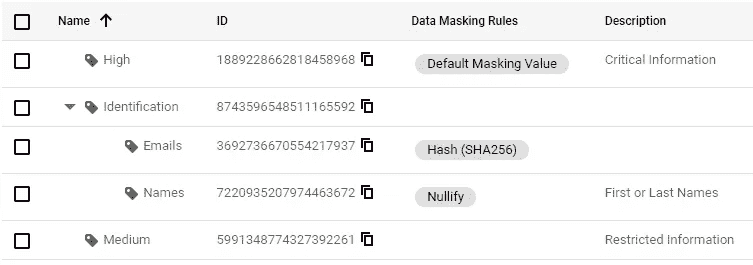 Name ID Data Masking Rules Description
High 1889228662818458968 Default Masking Value Critical Information
Identification 8743596548511165592
Emails 3692736670554217937 Hash (SHA256)
Names 7220935207974463672 Nullify First or Last Names
Medium 5991348774327392261 Restricted Information